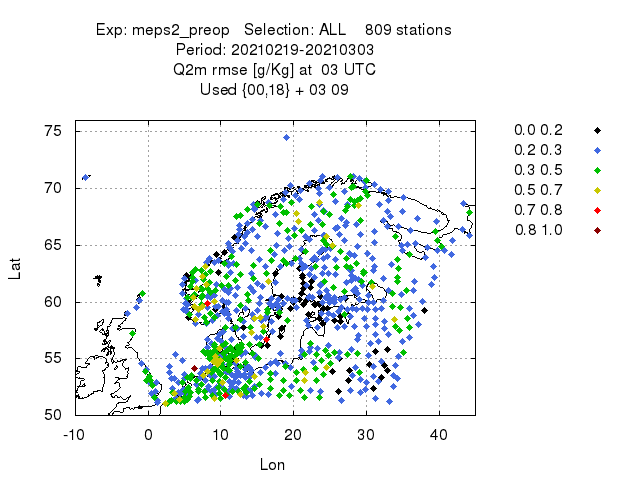 Exp: meps2_preop Selection: ALL 809 stations
Period: 20210219-20210303
Q2m rmse [g/Kg] at 03 UTC
Used {00,18} + 03 09
75
70
65
60
55
50
Lat
-10 0 10 20 30 40
Lon
0.0 0.2
0.2 0.3
0.3 0.5
0.5 0.7
0.7 0.8
0.8 1.0